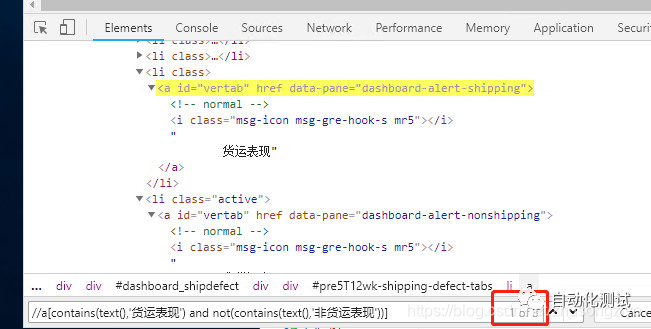 Elements Console Sources Network Performance Memory Application Securi
<li class>…</li>
<li class>…</li>
<li class>
<a id="vertab" href data-pane="dashboard-alert-shipping">
<!-- normal -->
<i class="msg-icon msg-gre-hook-s mr5"></i>
"
货运表现"
</a>
</li>
<li class="active">
<a id="vertab" href data-pane="dashboard-alert-nonshipping">
<!-- normal -->
<i class="msg-icon msg-gre-hook-s mr5"></i>
"
… div div #dashboard_shipdefect div div #pre5T12wk-shipping-defect-tabs li a
//a[contains(text(),'货运表现') and not(contains(text(),'非货运表现'))] 1 of 3 Cance
自动化测试